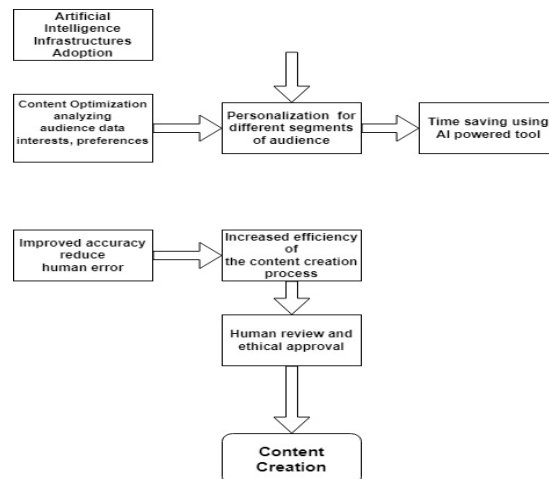 Artificial
Intelligence
Infrastructures
Adoption
Content Optimization
analyzing
audience data
interests, preferences
Personalization for
different segments
of audience
Time saving using
AI powered tool
Improved accuracy
reduce
human error
Increased efficiency
of
the content creation
process
Human review and
ethical approval
Content
Creation